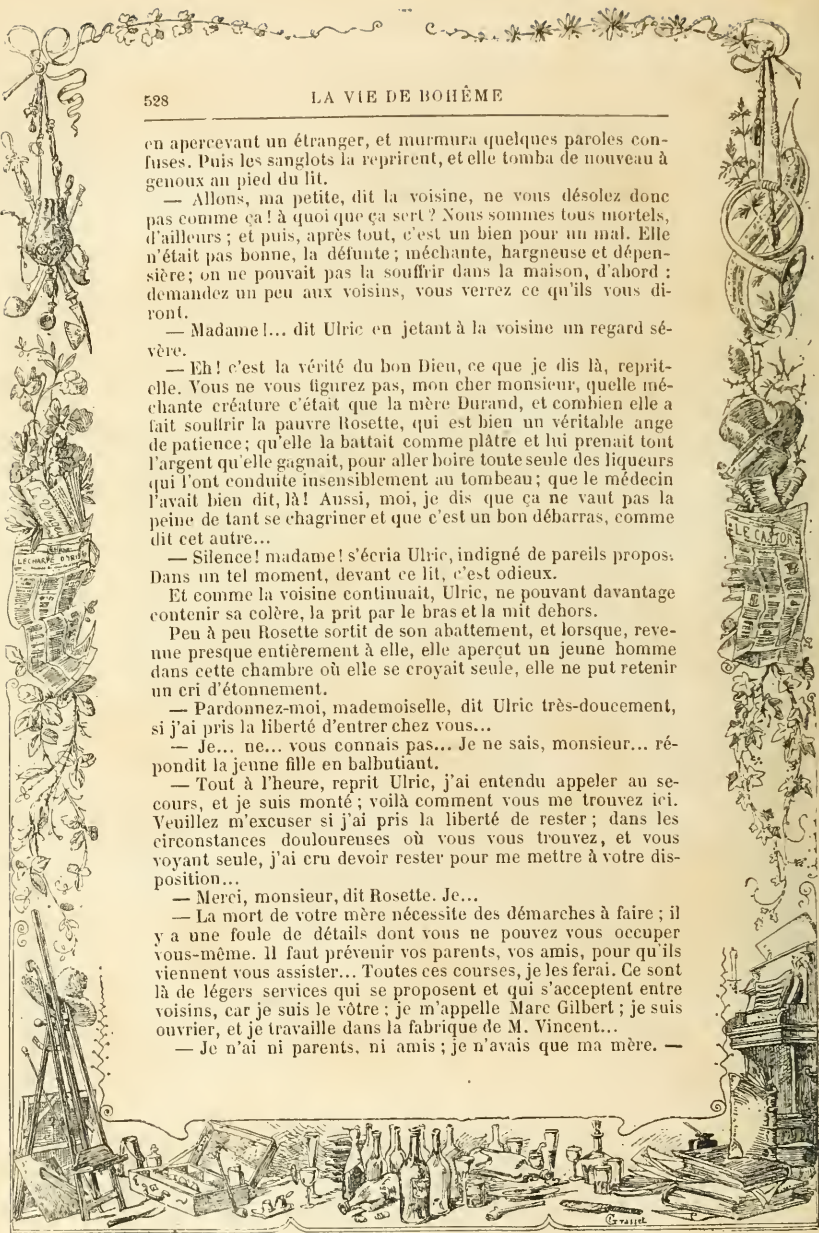 528 LA VIE DE BOHÊME
en apercevant un étranger, et murmura quelques paroles con-
fuses. Puis les sanglots la reprirent, et elle tomba de nouveau à
genoux au pied du lit.
— Allons, ma petite, dit la voisine, ne vous désolez donc
pas comme ça! à quoi que ça sert? Nous sommes tous mortels,
d'ailleurs; et puis, après tout, c'est un bien pour un mal. Elle
n'était pas bonne, la défunte; méchante, hargneuse et dépen-
sière; on ne pouvait pas la souffrir dans la maison, d'abord :
demandez un peu aux voisins, vous verrez ce qu'ils vous di-
ront.
— Madame!... dit Ulric en jetant à la voisine un regard sé-
vère.
— Eh! c'est la vérité du bon Dieu, ce que je dis là, reprit-
elle. Vous ne vous figurez pas, mon cher monsieur, quelle mé-
chante créature c'était que la mère Durand, et combien elle a
fait souffrir la pauvre Rosette, qui est bien un véritable ange
de patience; qu'elle la battait comme plâtre et lui prenait tout
l'argent qu'elle gagnait, pour aller boire toute seule des liqueurs
qui l'ont conduite insensiblement au tombeau; que le médecin
l'avait bien dit, là! Aussi, moi, je dis que ça ne vaut pas la
peine de tant se chagriner et que c'est un bon débarras, comme
dit cet autre...
— Silence! madame! s'écria Ulric, indigné de pareils propos.
Dans un tel moment, devant ce lit, c'est odieux.
Et comme la voisine continuait, Ulric, ne pouvant davantage
contenir sa colère, la prit par le bras et la mit dehors.
Peu à peu Rosette sortit de son abattement, et lorsque, reve-
nue presque entièrement à elle, elle aperçut un jeune homme
dans cette chambre où elle se croyait seule, elle ne put retenir
un cri d'étonnement.
— Pardonnez-moi, mademoiselle, dit Ulric très-doucement,
si j'ai pris la liberté d'entrer chez vous...
— Je... ne... vous connais pas... Je ne sais, monsieur... ré-
pondit la jeune fille en balbutiant.
— Tout à l'heure, reprit Ulric, j'ai entendu appeler au se-
cours, et je suis monté; voilà comment vous me trouvez ici.
Veuillez m'excuser si j'ai pris la liberté de rester; dans les
circonstances douloureuses où vous vous trouvez, et vous
voyant seule, j'ai cru devoir rester pour me mettre à votre dis-
position...
— Merci, monsieur, dit Rosette. Je...
— La mort de votre mère nécessite des démarches à faire; il
y a une foule de détails dont vous ne pouvez vous occuper
vous-même. Il faut prévenir vos parents, vos amis, pour qu'ils
viennent vous assister... Toutes ces courses, je les ferai. Ce sont
là de légers services qui se proposent et qui s'acceptent entre
voisins, car je suis le vôtre; je m'appelle Marc Gilbert; je suis
ouvrier, et je travaille dans la fabrique de M. Vincent...
— Je n'ai ni parents, ni amis; je n'avais que ma mère. —
LE CASTOR
Grasset